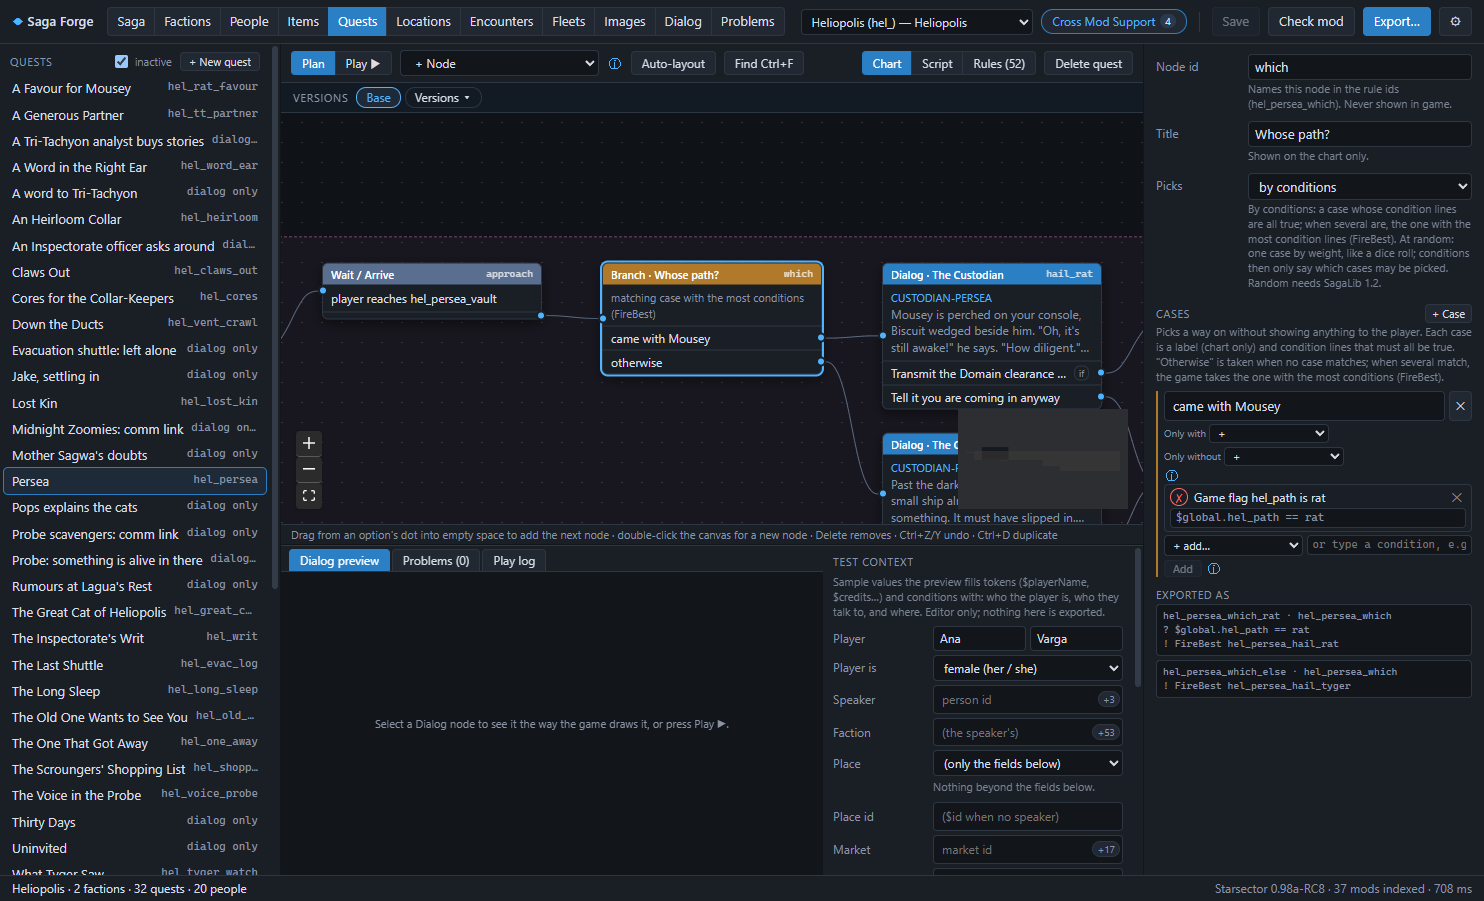 Saga Forge
Saga
Factions
People
Items
Quests
Locations
Encounters
Fleets
Images
Dialog
Problems
Heliopolis (hel_) — Heliopolis
Cross Mod Support 4
Save
Check mod
Export...
QUESTS
inactive
+ New quest
A Favour for Mousey hel_rat_favour
A Generous Partner hel_tt_partner
A Tri-Tachyon analyst buys stories dialog…
A Word in the Right Ear hel_word_ear
A word to Tri-Tachyon dialog only
An Heirloom Collar hel_heirloom
An Inspectorate officer asks around dial…
Claws Out hel_claws_out
Cores for the Collar-Keepers hel_cores
Down the Ducts hel_vent_crawl
Evacuation shuttle: left alone dialog only
Jake, settling in dialog only
Lost Kin hel_lost_kin
Midnight Zoomies: comm link dialog on…
Mother Sagwa's doubts dialog only
Persea hel_persea
Pops explains the cats dialog only
Probe scavengers: comm link dialog only
Probe: something is alive in there dialog…
Rumours at Lagua's Rest dialog only
The Great Cat of Heliopolis hel_great_c…
The Inspectorate's Writ hel_writ
The Last Shuttle hel_evac_log
The Long Sleep hel_long_sleep
The Old One Wants to See You hel_old_…
The One That Got Away hel_one_away
The Scroungers' Shopping List hel_shopp…
The Voice in the Probe hel_voice_probe
Thirty Days dialog only
Uninvited dialog only
What Tyger Saw hel_tyger_watch
Plan
Play ▶
+ Node
Auto-layout
Find Ctrl+F
Chart
Script
Rules (52)
Delete quest
VERSIONS
Base
Versions
Wait / Arrive approach
player reaches hel_persea_vault
Branch · Whose path? which
matching case with the most conditions
(FireBest)
came with Mousey
otherwise
Dialog · The Custodian hail_rat
CUSTODIAN-PERSEA
Mousey is perched on your console,
Biscuit wedged beside him. "Oh, it's
still awake!" he says. "How diligent."…
Transmit the Domain clearance … if
Tell it you are coming in anyway
Dialog · The C
CUSTODIAN-P
Past the dark
small ship al
something. It must have slipped in.…
Drag from an option's dot into empty space to add the next node · double-click the canvas for a new node · Delete removes · Ctrl+Z/Y undo · Ctrl+D duplicate
Dialog preview
Problems (0)
Play log
Select a Dialog node to see it the way the game draws it, or press Play ▶.
TEST CONTEXT
Sample values the preview fills tokens ($playerName,
$credits...) and conditions with: who the player is, who they
talk to, and where. Editor only; nothing here is exported.
Player Ana Varga
Player is female (her / she)
Speaker person id +3
Faction (the speaker's) +53
Place (only the fields below)
Nothing beyond the fields below.
Place id ($id when no speaker)
Market market id +17
Node id which
Names this node in the rule ids
(hel_persea_which). Never shown in game.
Title Whose path?
Shown on the chart only.
Picks by conditions
By conditions: a case whose condition lines
are all true; when several are, the one with the
most condition lines (FireBest). At random:
one case by weight, like a dice roll; conditions
then only say which cases may be picked.
Random needs SagaLib 1.2.
CASES
+ Case
Picks a way on without showing anything to the player. Each case
is a label (chart only) and condition lines that must all be true.
"Otherwise" is taken when no case matches; when several match,
the game takes the one with the most conditions (FireBest).
came with Mousey
Only with +
Only without +
Game flag hel_path is rat
$global.hel_path == rat
+ add...
or type a condition, e.g
Add
EXPORTED AS
hel_persea_which_rat · hel_persea_which
? $global.hel_path == rat
! FireBest hel_persea_hail_rat
hel_persea_which_else · hel_persea_which
! FireBest hel_persea_hail_tyger
Heliopolis · 2 factions · 32 quests · 20 people
Starsector 0.98a-RC8 · 37 mods indexed · 708 ms